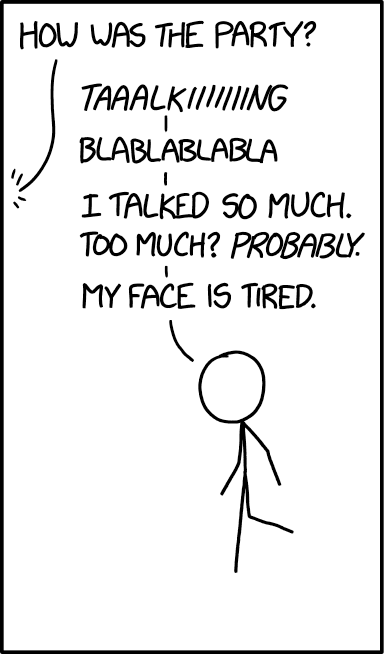 HOW WAS THE PARTY?
TAAALKIIIIIIING
BLABLABLABLA
I TALKED SO MUCH.
TOO MUCH? PROBABLY.
MY FACE IS TIRED.